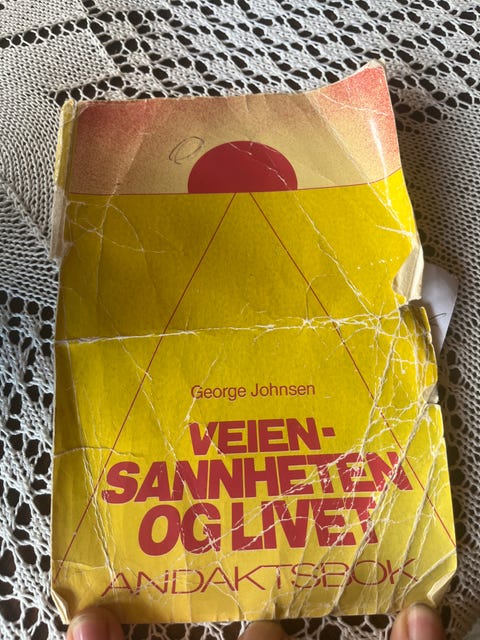 George Johnsen
VEIEN-
SANNHETEN
OG LIVET
ANDAKTSBOK